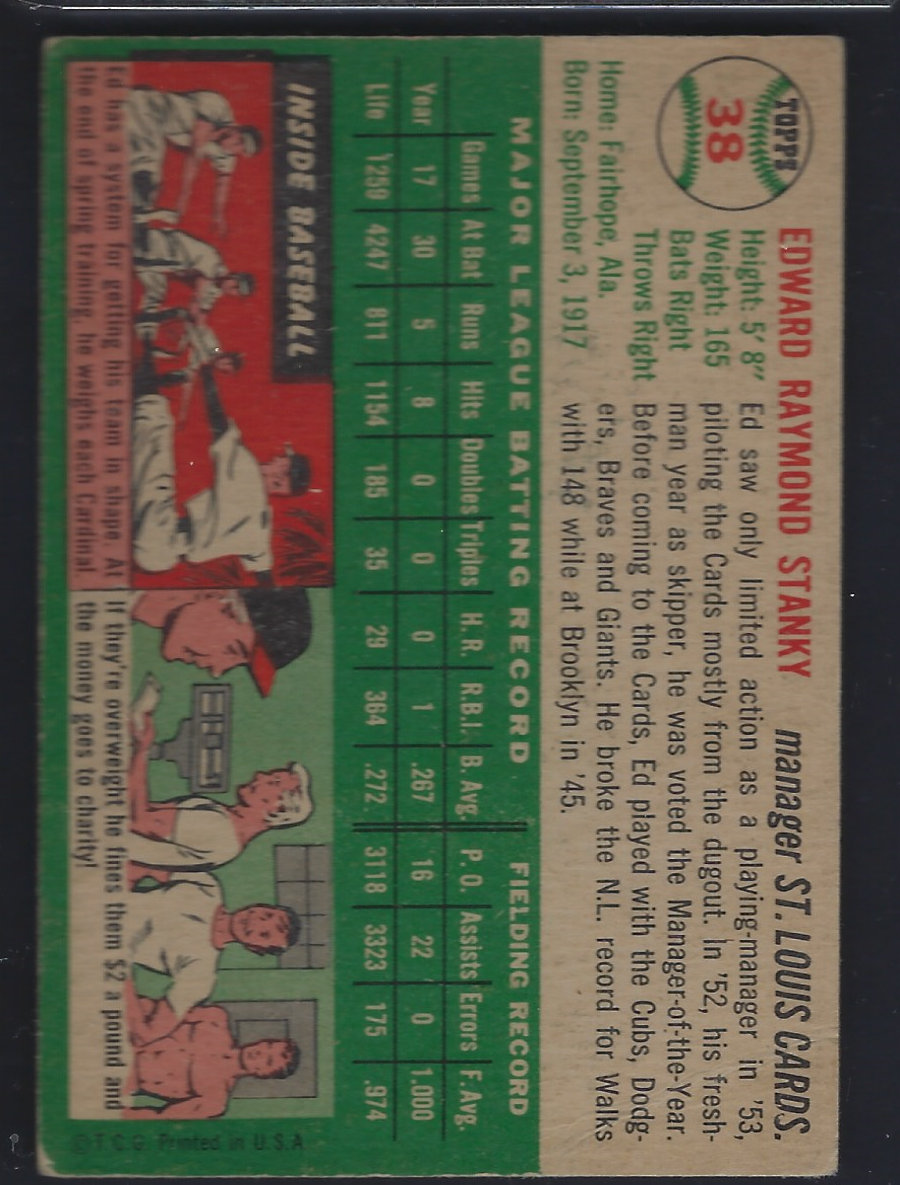 TOPPS
38
EDWARD RAYMOND STANKY manager ST. LOUIS CARDS.
Height: 5' 8"
Weight: 165
Bats Right
Throws Right
Home: Fairhope, Ala.
Born: September 3, 1917
Ed saw only limited action as a playing-manager in '53,
piloting the Cards mostly from the dugout. In '52, his fresh-
man year as skipper, he was voted the Manager-of-the-Year.
Before coming to the Cards, Ed played with the Cubs, Dodg-
ers, Braves and Giants. He broke the N.L. record for Walks
with 148 while at Brooklyn in '45.
MAJOR LEAGUE BATTING RECORD FIELDING RECORD
Games At Bat Runs Hits Doubles Triples H.R. R.B.I. B. Avg. P.O. Assists Errors F. Avg.
Year 17 30 5 8 0 0 0 1 .267 16 22 0 1.000
Life 1259 4247 811 1154 185 35 29 364 .272 3118 3323 175 .974
INSIDE BASEBALL
Ed has a system for getting his team in shape. At
the end of spring training, he weighs each Cardinal.
If they're overweight he fines them $2 a pound and
the money goes to charity!
© T.C.G. Printed in U.S.A